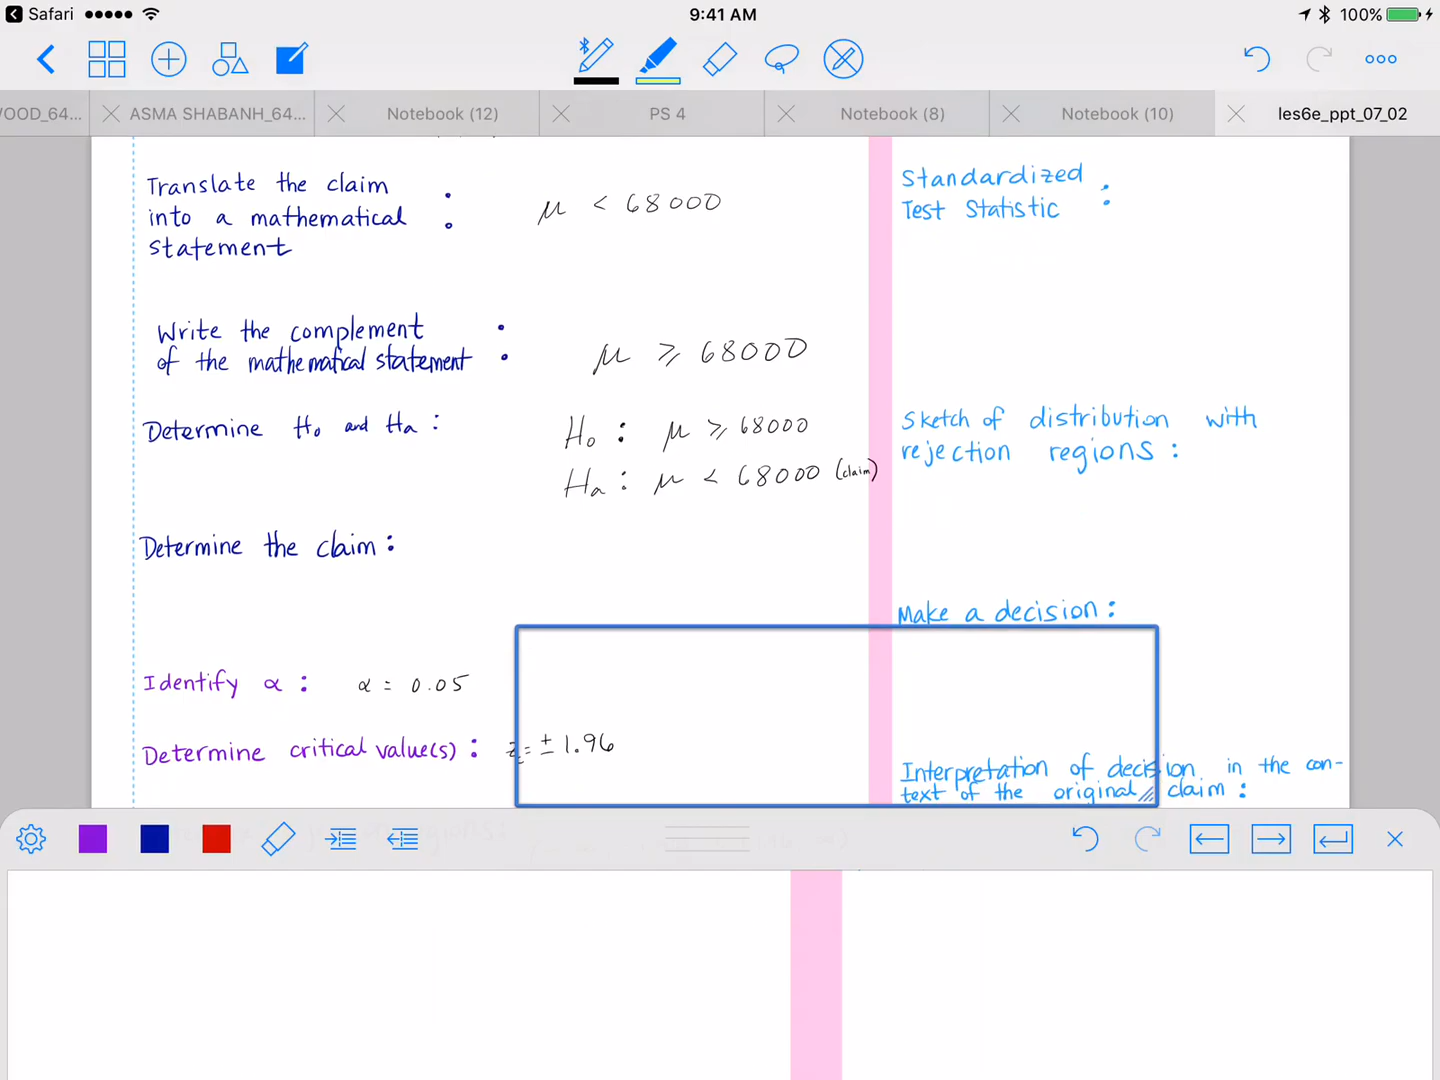 Safari
9:41 AM
100%
WOOD_64...
ASMA SHABANH_64...
Notebook (12)
PS 4
Notebook (8)
Notebook (10)
les6e_ppt_07_02
Translate the claim
into a mathematical :
statement
μ < 68000
Write the complement
of the mathematical statement :
μ ≥ 68000
Determine H₀ and Ha :
H₀ : μ ≥ 68000
Ha : μ < 68000 (claim)
Determine the claim :
Identify α : α = 0.05
Determine critical value(s) : zc = ± 1.96
Standardized
Test Statistic :
Sketch of distribution with
rejection regions :
Make a decision :
Interpretation of decision in the con-
text of the original claim :